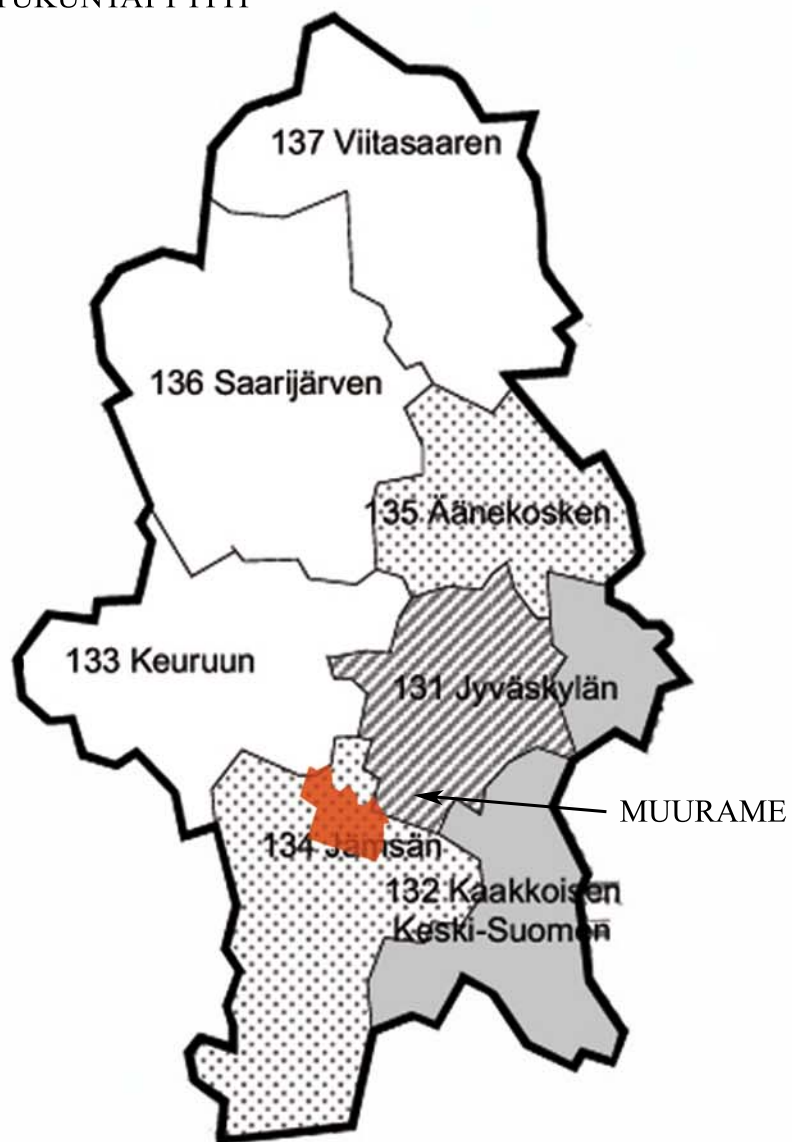 137 Viitasaaren
136 Saarijärven
135 Äänekosken
133 Keuruun
131 Jyväskylän
MUURAME
134 Jämsän
132 Kaakkoisen
Keski-Suomen